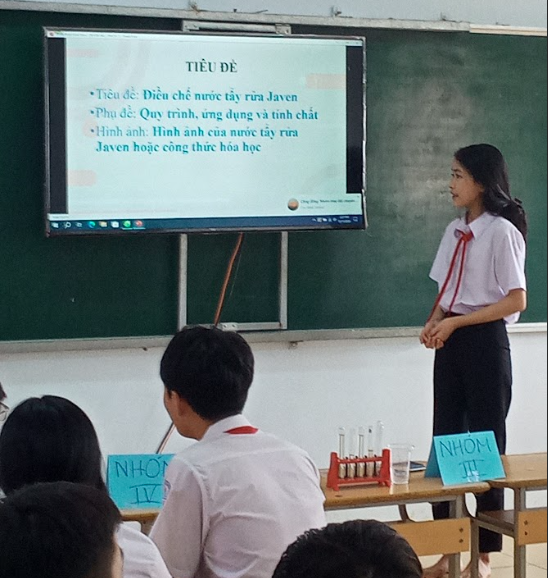 TIÊU ĐỀ
•Tiêu đề: Điều chế nước tẩy rửa Javen
•Phụ đề: Quy trình, ứng dụng và tính chất
•Hình ảnh: Hình ảnh của nước tẩy rửa
Javen hoặc công thức hóa học
NHÓM
III
NHÓM
IV